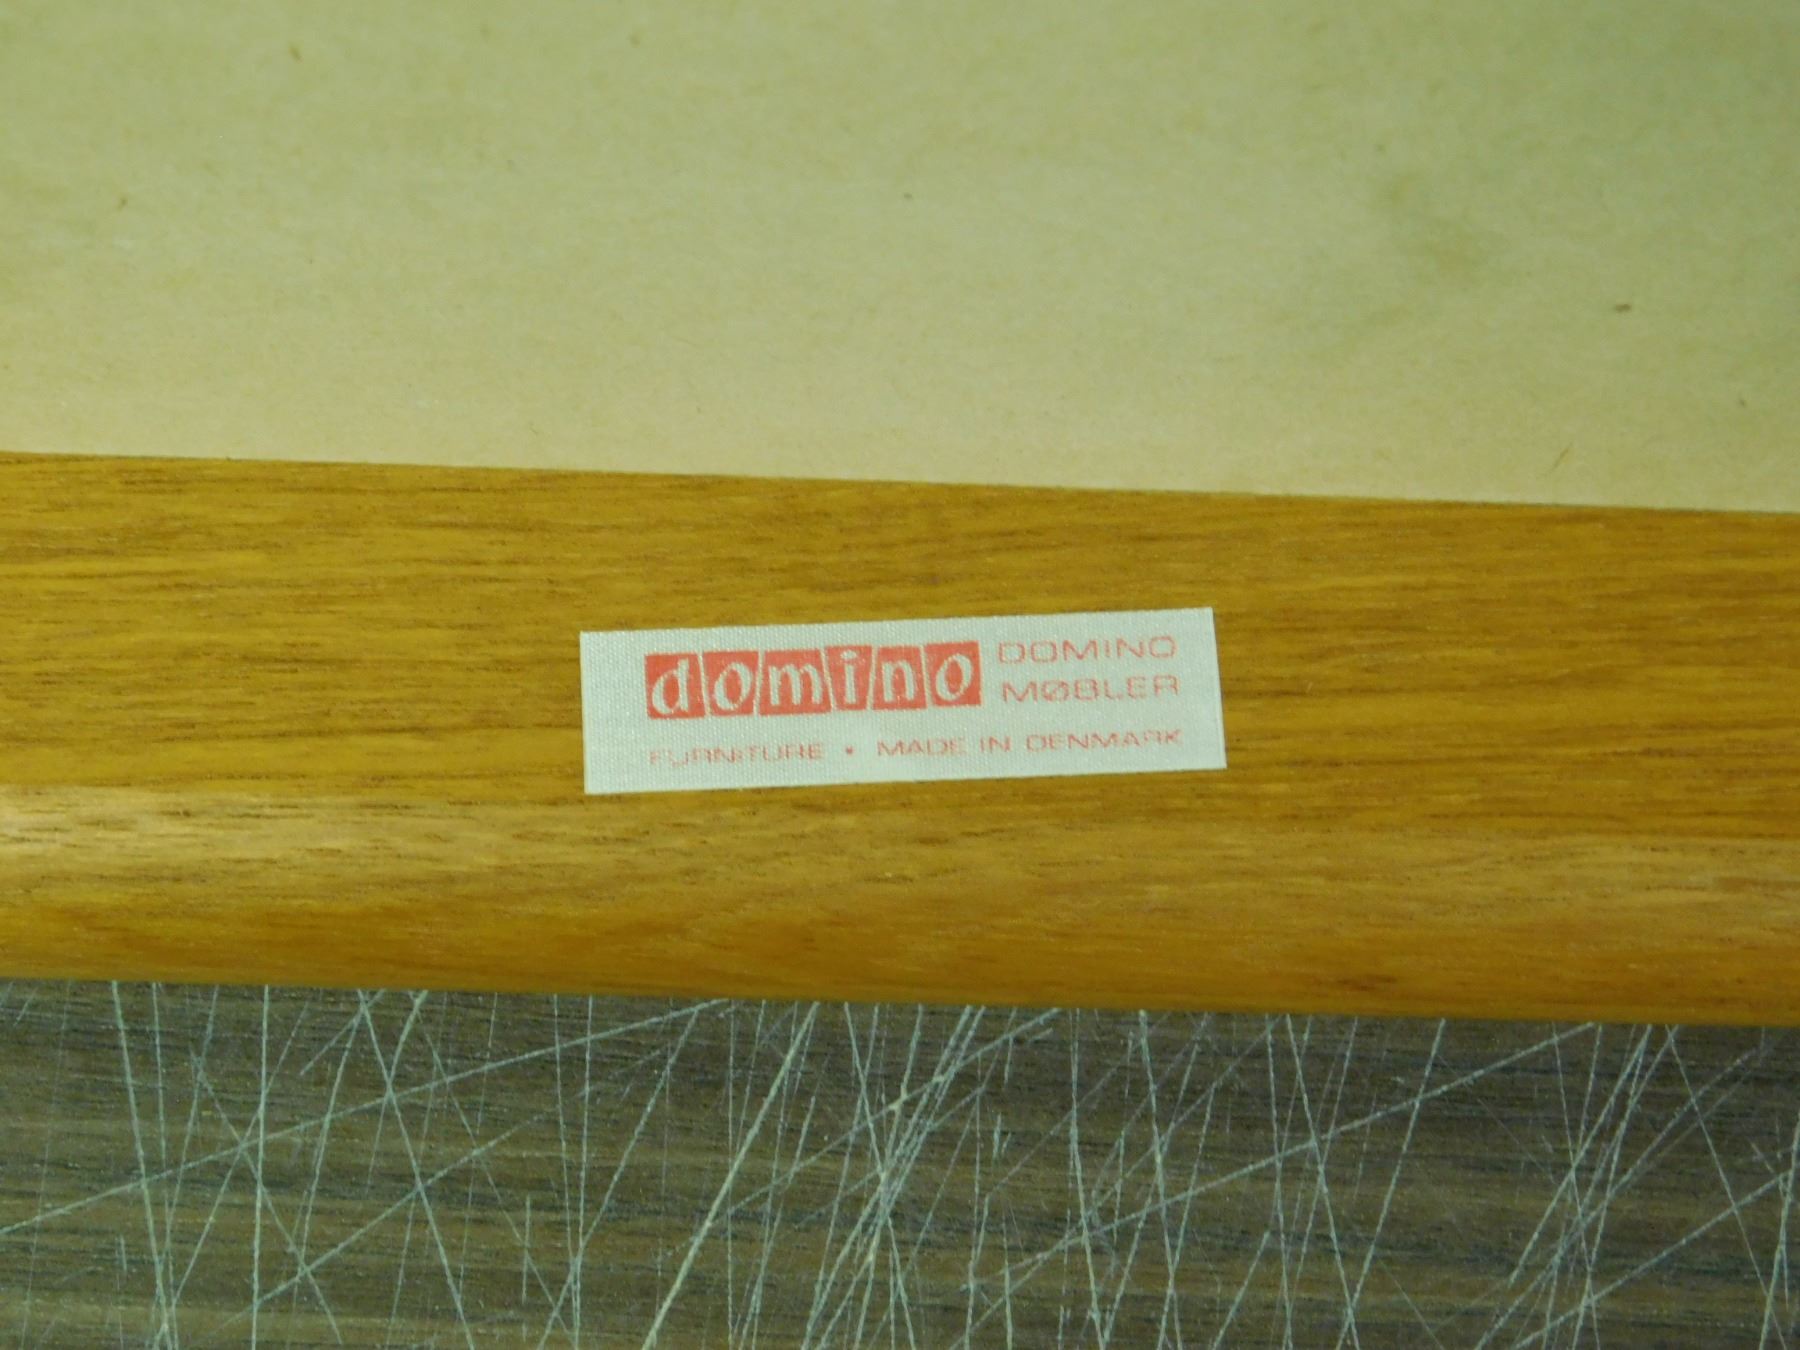 domino DOMINO
MØBLER
FURNITURE • MADE IN DENMARK